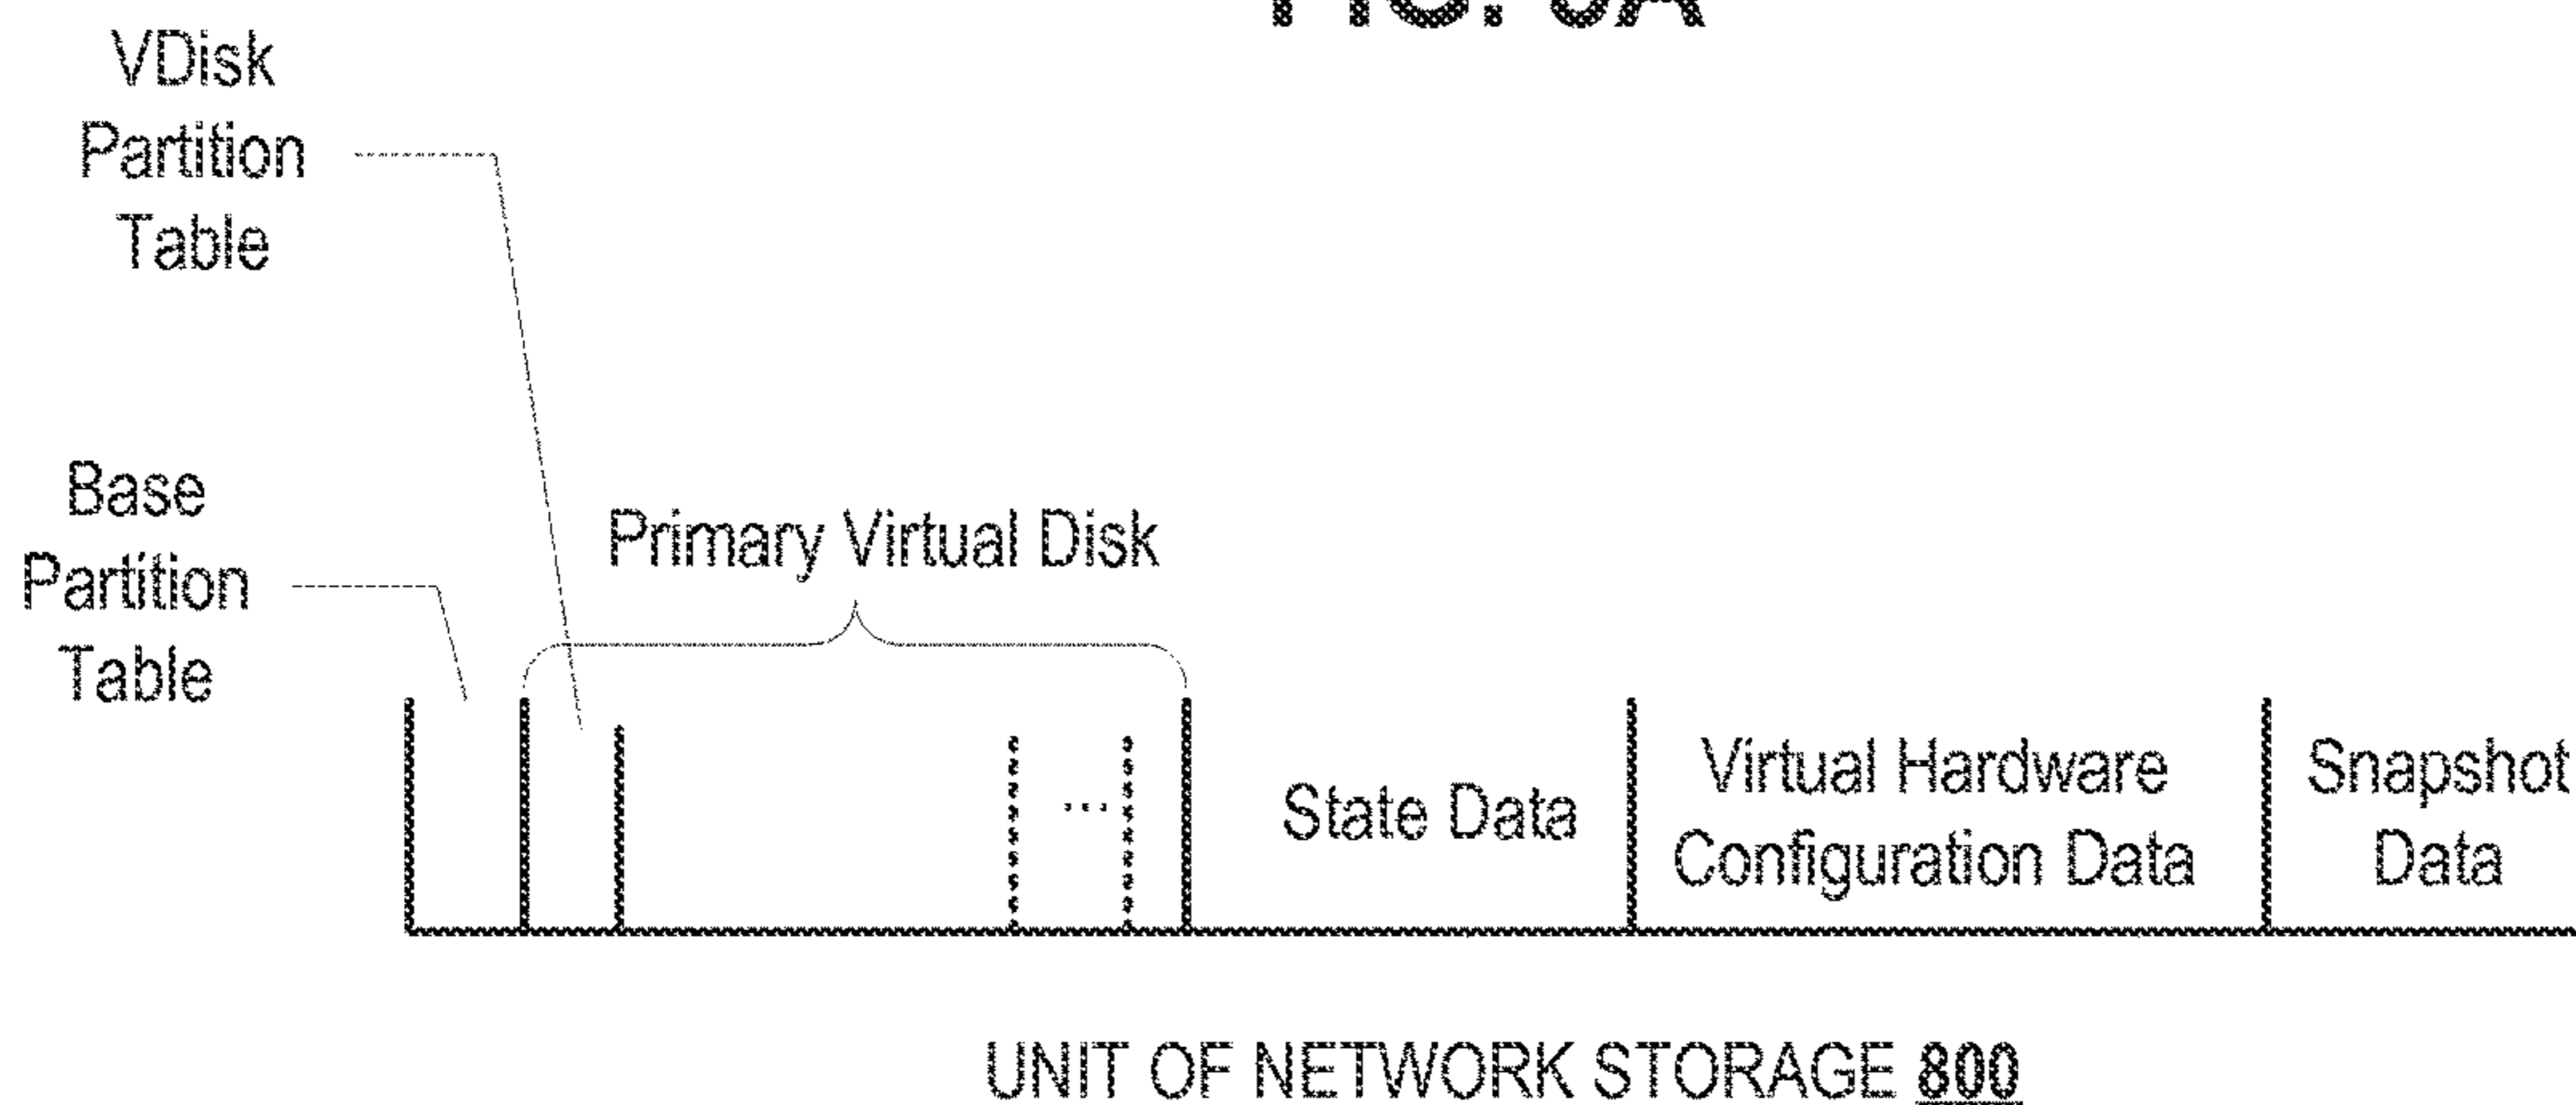 VDisk
Partition
Table
Base
Partition
Table
Primary Virtual Disk
...
State Data
Virtual Hardware
Configuration Data
Snapshot
Data
UNIT OF NETWORK STORAGE 800